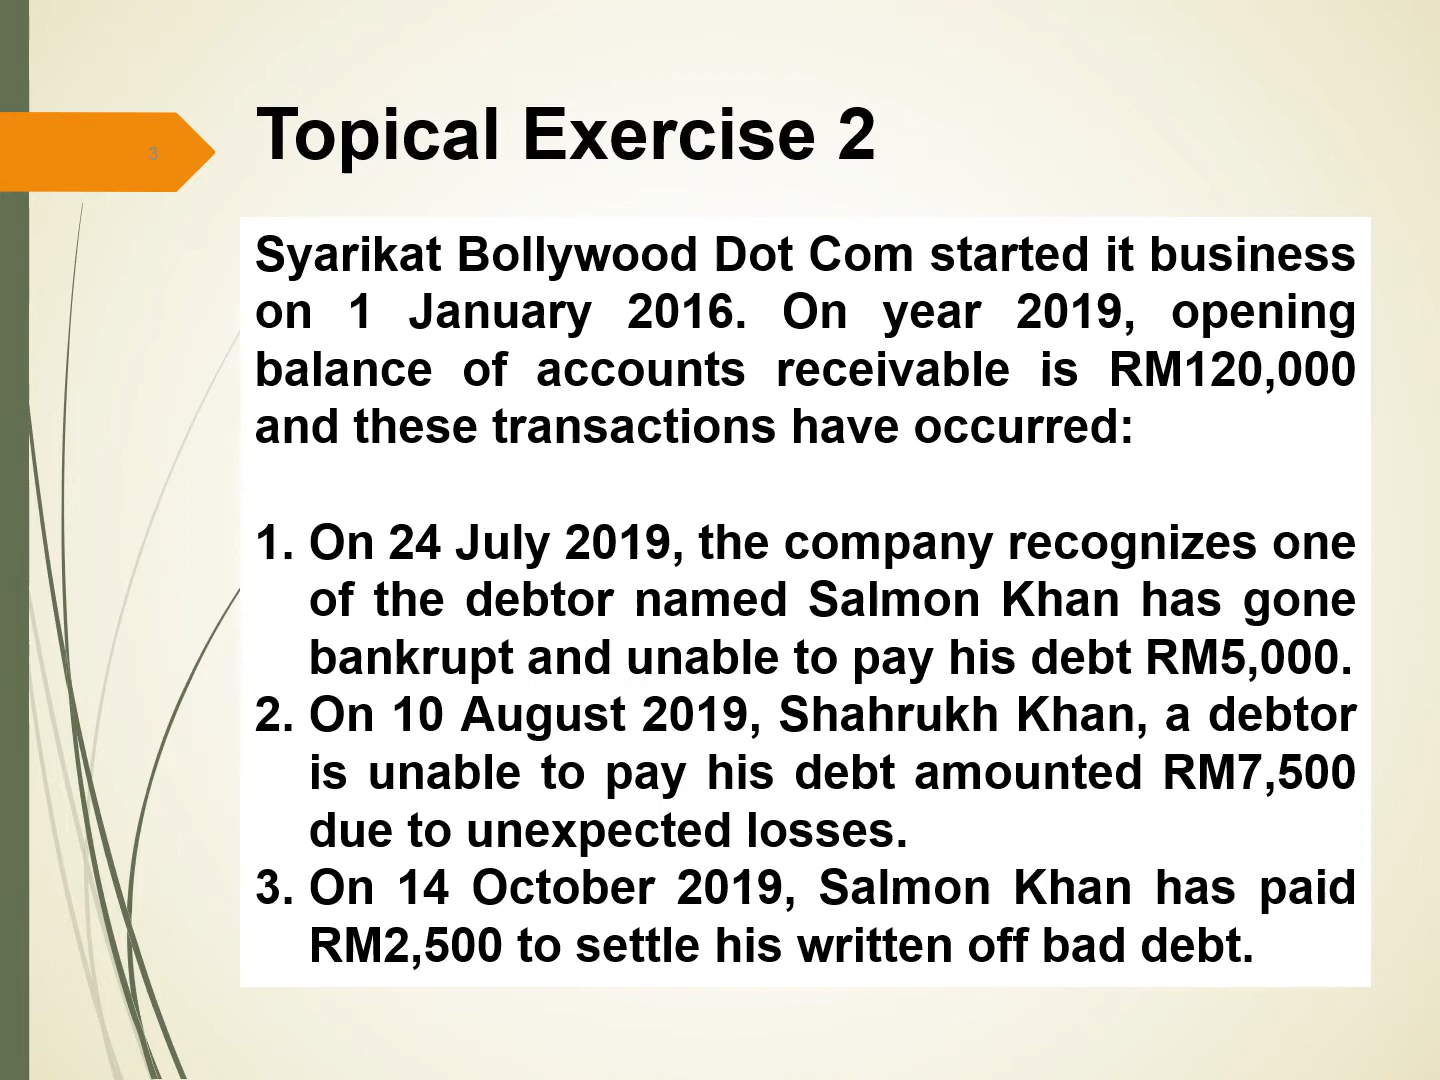 3
Topical Exercise 2
Syarikat Bollywood Dot Com started it business
on 1 January 2016. On year 2019, opening
balance of accounts receivable is RM120,000
and these transactions have occurred:
1. On 24 July 2019, the company recognizes one
of the debtor named Salmon Khan has gone
bankrupt and unable to pay his debt RM5,000.
2. On 10 August 2019, Shahrukh Khan, a debtor
is unable to pay his debt amounted RM7,500
due to unexpected losses.
3. On 14 October 2019, Salmon Khan has paid
RM2,500 to settle his written off bad debt.